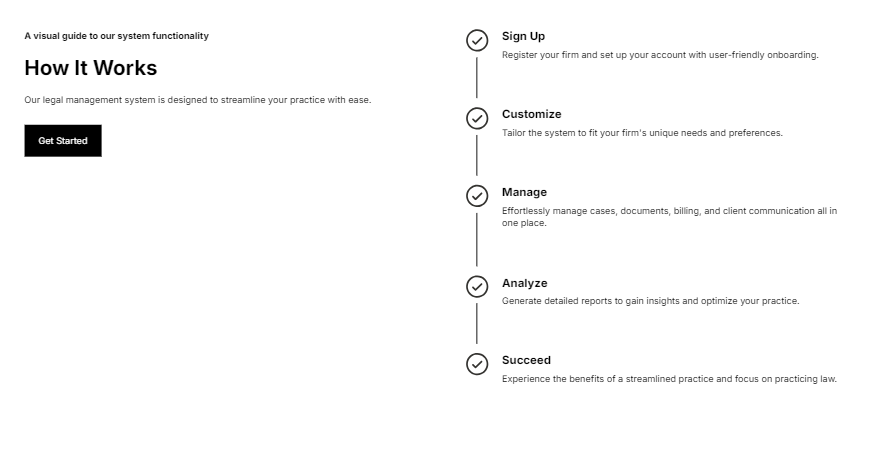 A visual guide to our system functionality
How It Works
Our legal management system is designed to streamline your practice with ease.
Get Started
Sign Up
Register your firm and set up your account with user-friendly onboarding.
Customize
Tailor the system to fit your firm's unique needs and preferences.
Manage
Effortlessly manage cases, documents, billing, and client communication all in
one place.
Analyze
Generate detailed reports to gain insights and optimize your practice.
Succeed
Experience the benefits of a streamlined practice and focus on practicing law.